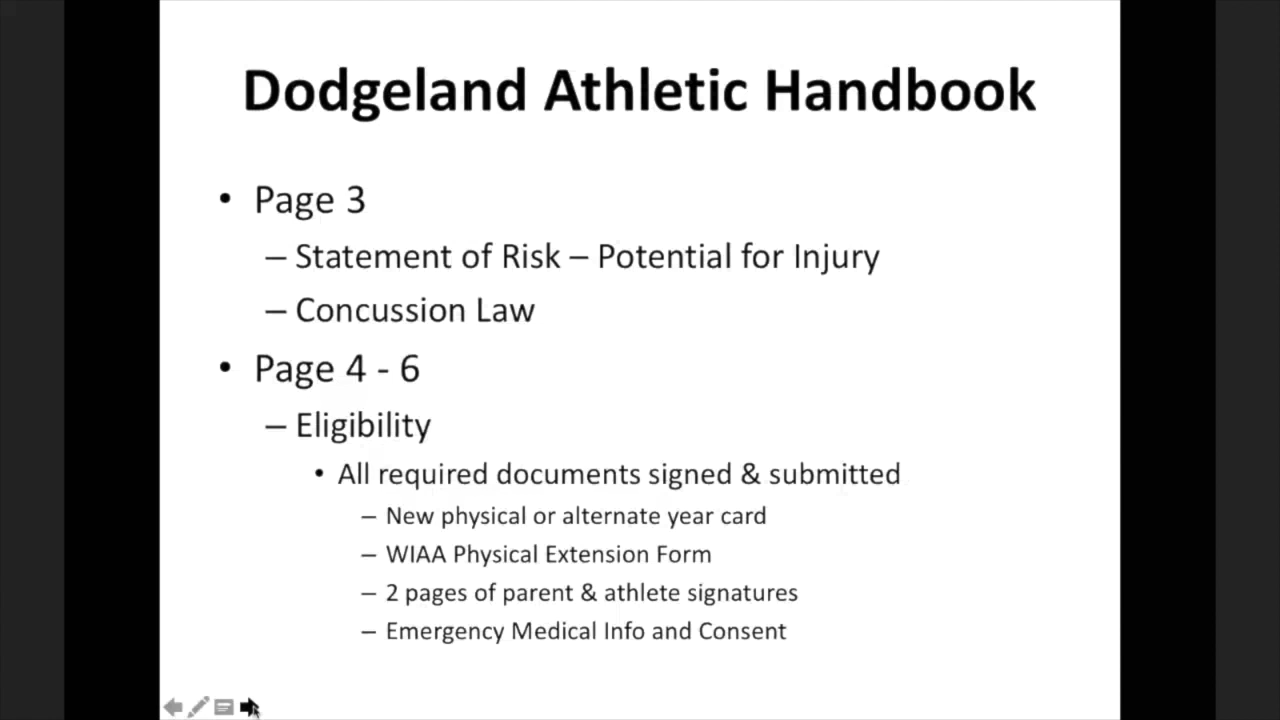 Dodgeland Athletic Handbook
• Page 3
– Statement of Risk – Potential for Injury
– Concussion Law
• Page 4 - 6
– Eligibility
• All required documents signed & submitted
– New physical or alternate year card
– WIAA Physical Extension Form
– 2 pages of parent & athlete signatures
– Emergency Medical Info and Consent